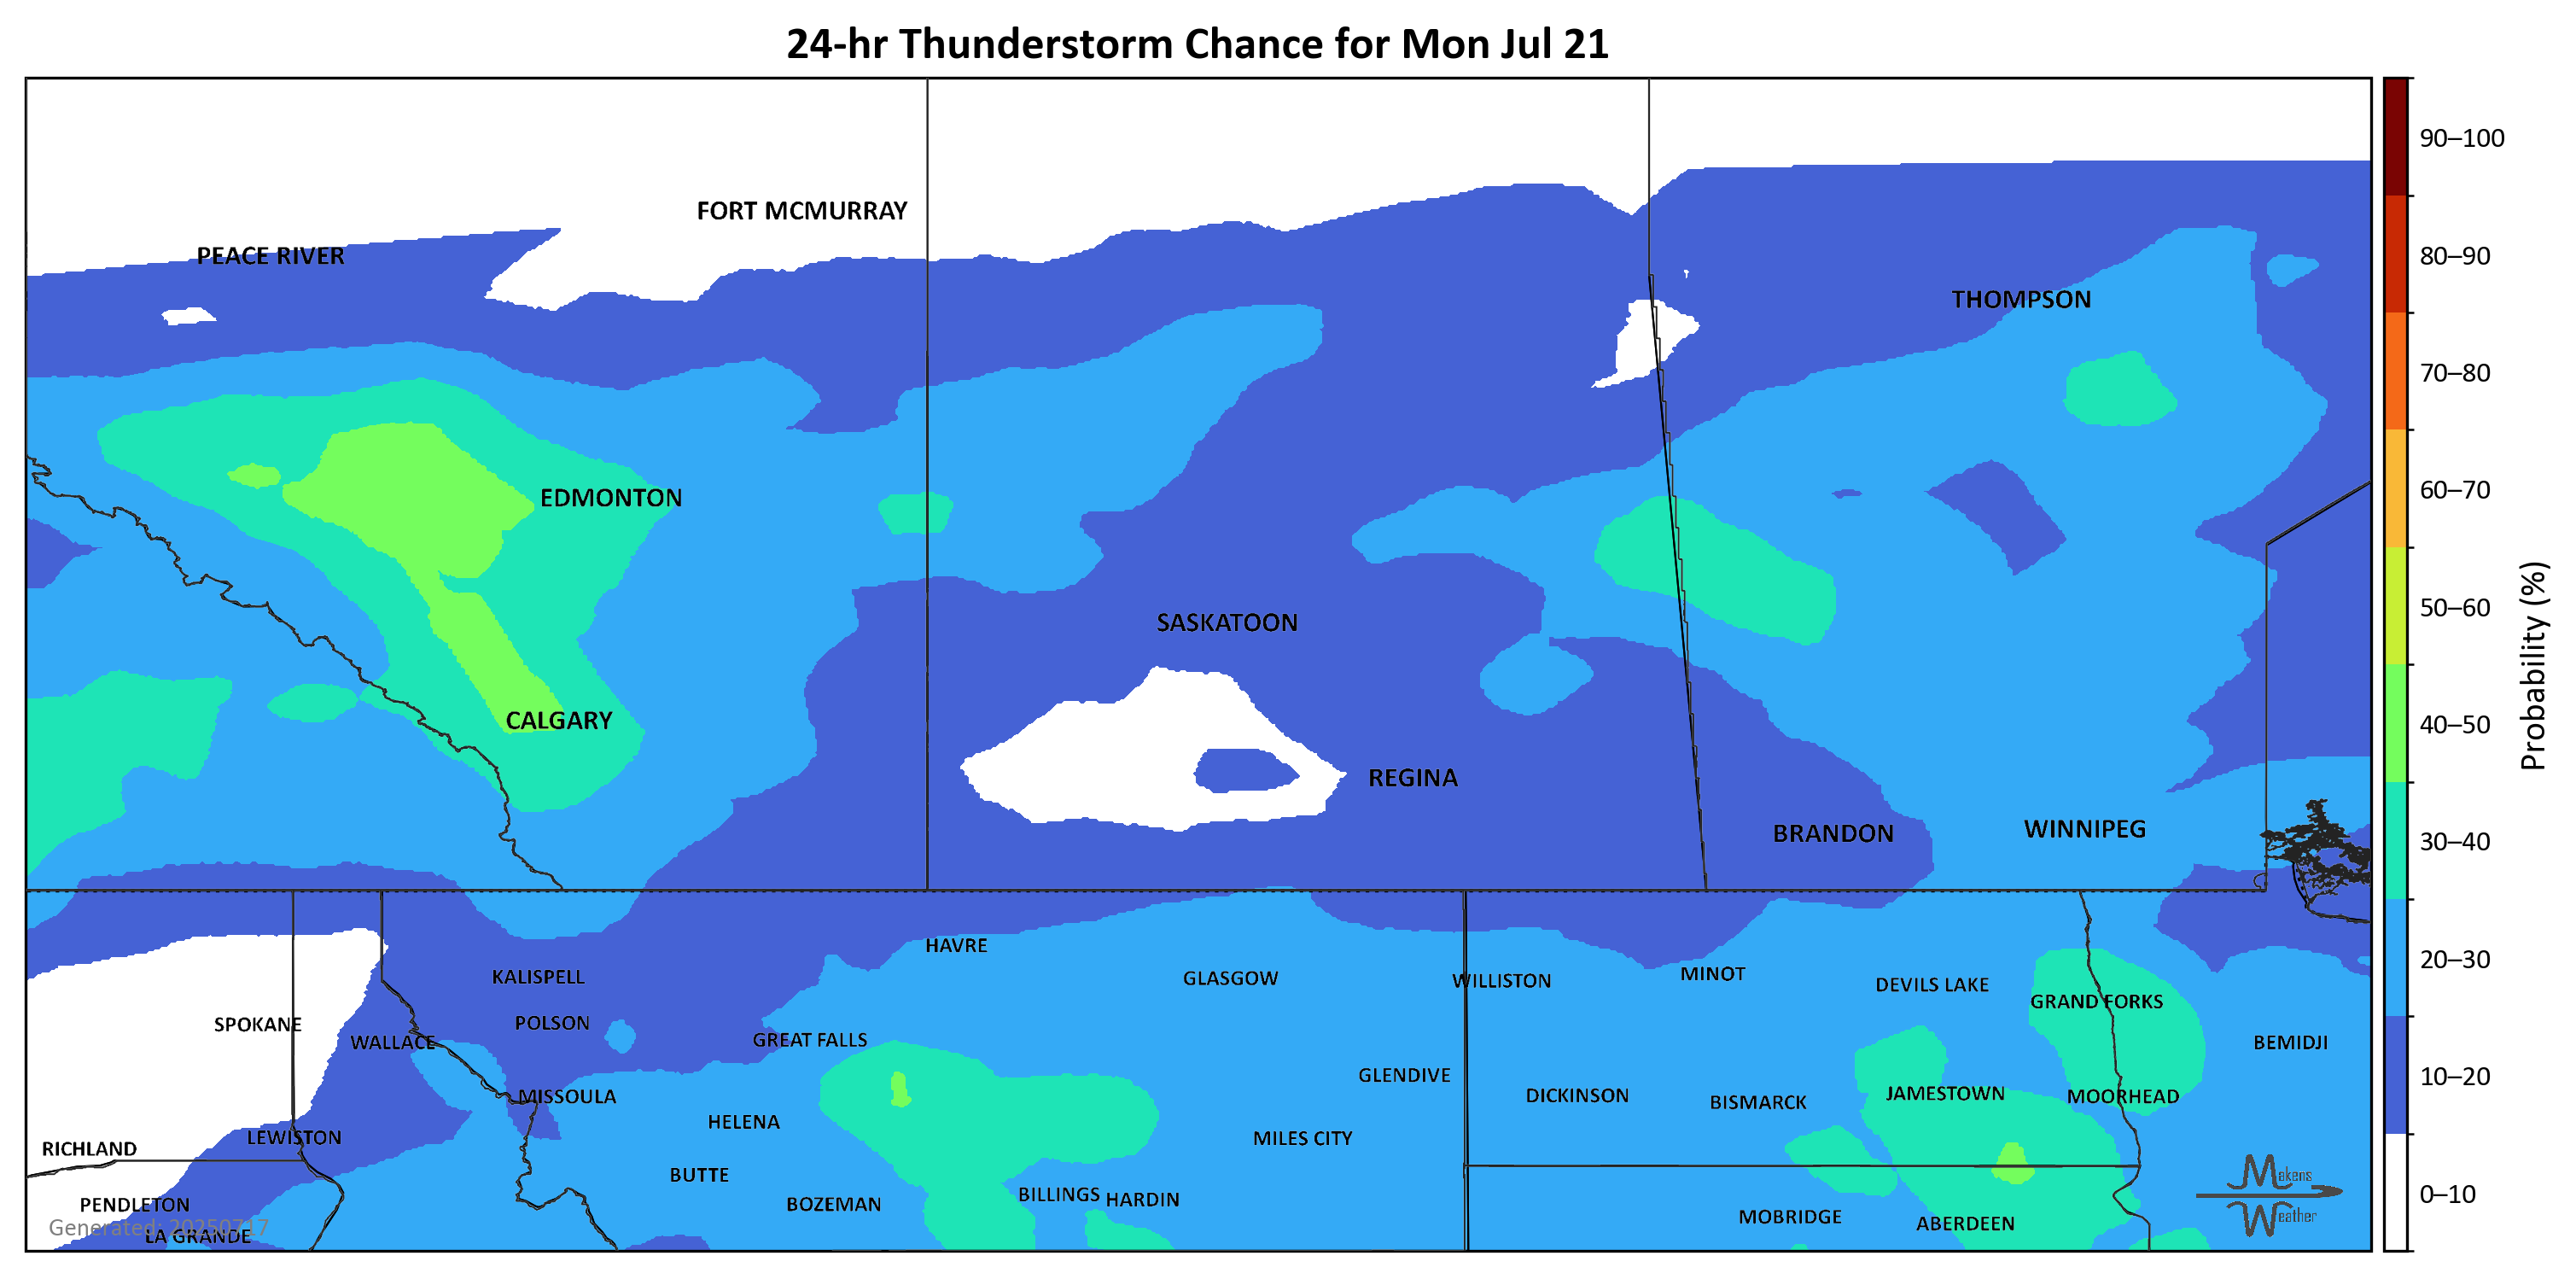 24-hr Thunderstorm Chance for Mon Jul 21
90–100
FORT MCMURRAY
PEACE RIVER
80–90
THOMPSON
70–80
EDMONTON
60–70
SASKATOON
50–60
CALGARY
40–50
REGINA
Probability (%)
BRANDON
WINNIPEG
30–40
HAVRE
KALISPELL
GLASGOW
WILLISTON
MINOT
DEVILS LAKE
20–30
GRAND FORKS
SPOKANE
POLSON
WALLACE
GREAT FALLS
BEMIDJI
GLENDIVE
10–20
MISSOULA
DICKINSON
BISMARCK
JAMESTOWN
MOORHEAD
HELENA
LEWISTON
MILES CITY
RICHLAND
BUTTE
BILLINGS
HARDIN
0–10
PENDLETON
BOZEMAN
MOBRIDGE
ABERDEEN
Generated: 20250717
LA GRANDE
Makens
Weather